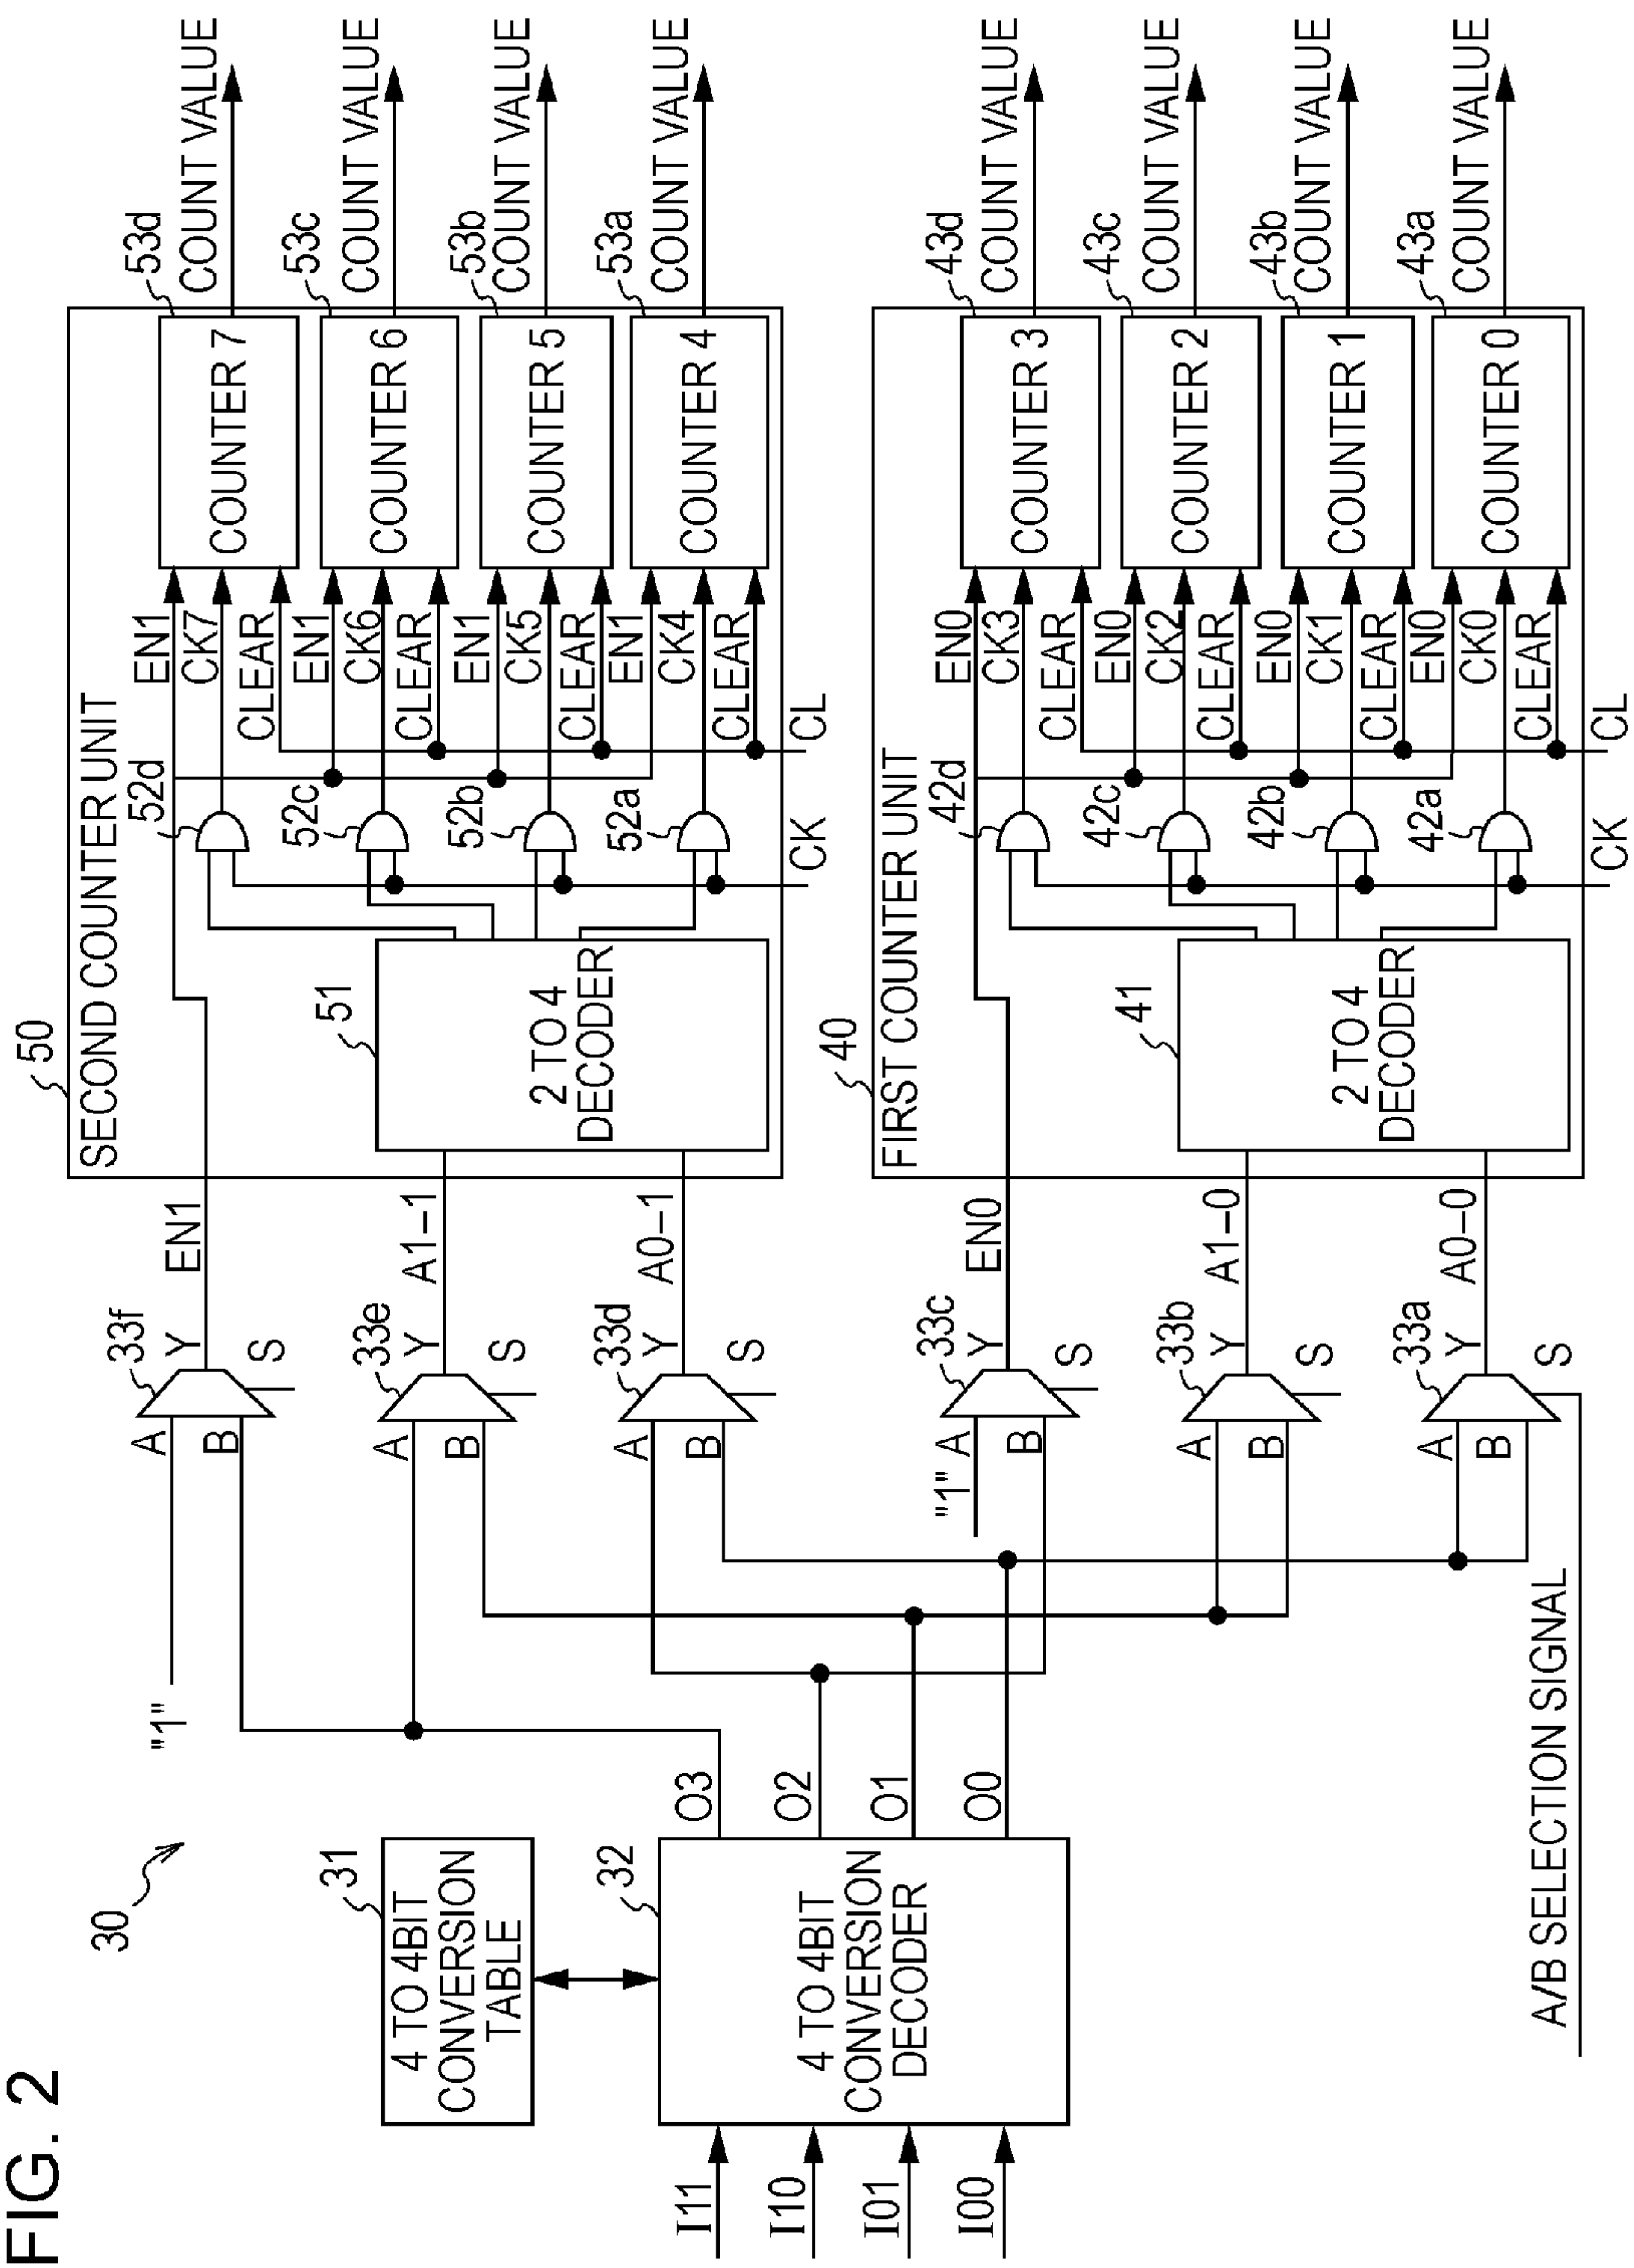 FIG. 2
30
4 TO 4BIT
CONVERSION
TABLE
31
4 TO 4BIT
CONVERSION
DECODER
32
I11
I10
I01
I00
O3
O2
O1
O0
"1"
A
B
Y
S
33f
EN1
A
B
Y
S
33e
A1–1
A
B
Y
S
33d
A0–1
"1"
A
B
Y
S
33c
EN0
A
B
Y
S
33b
A1–0
A
B
Y
S
33a
A0–0
A/B SELECTION SIGNAL
50
SECOND COUNTER UNIT
51
2 TO 4
DECODER
52d
52c
52b
52a
CK
CL
EN1
CK7
CLEAR
EN1
CK6
CLEAR
EN1
CK5
CLEAR
EN1
CK4
CLEAR
COUNTER 7
COUNTER 6
COUNTER 5
COUNTER 4
53d
COUNT VALUE
53c
COUNT VALUE
53b
COUNT VALUE
53a
COUNT VALUE
40
FIRST COUNTER UNIT
41
2 TO 4
DECODER
42d
42c
42b
42a
CK
CL
EN0
CK3
CLEAR
EN0
CK2
CLEAR
EN0
CK1
CLEAR
EN0
CK0
CLEAR
COUNTER 3
COUNTER 2
COUNTER 1
COUNTER 0
43d
COUNT VALUE
43c
COUNT VALUE
43b
COUNT VALUE
43a
COUNT VALUE